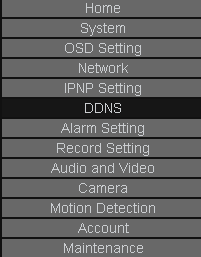 Home
System
OSD Setting
Network
IPNP Setting
DDNS
Alarm Setting
Record Setting
Audio and Video
Camera
Motion Detection
Account
Maintenance